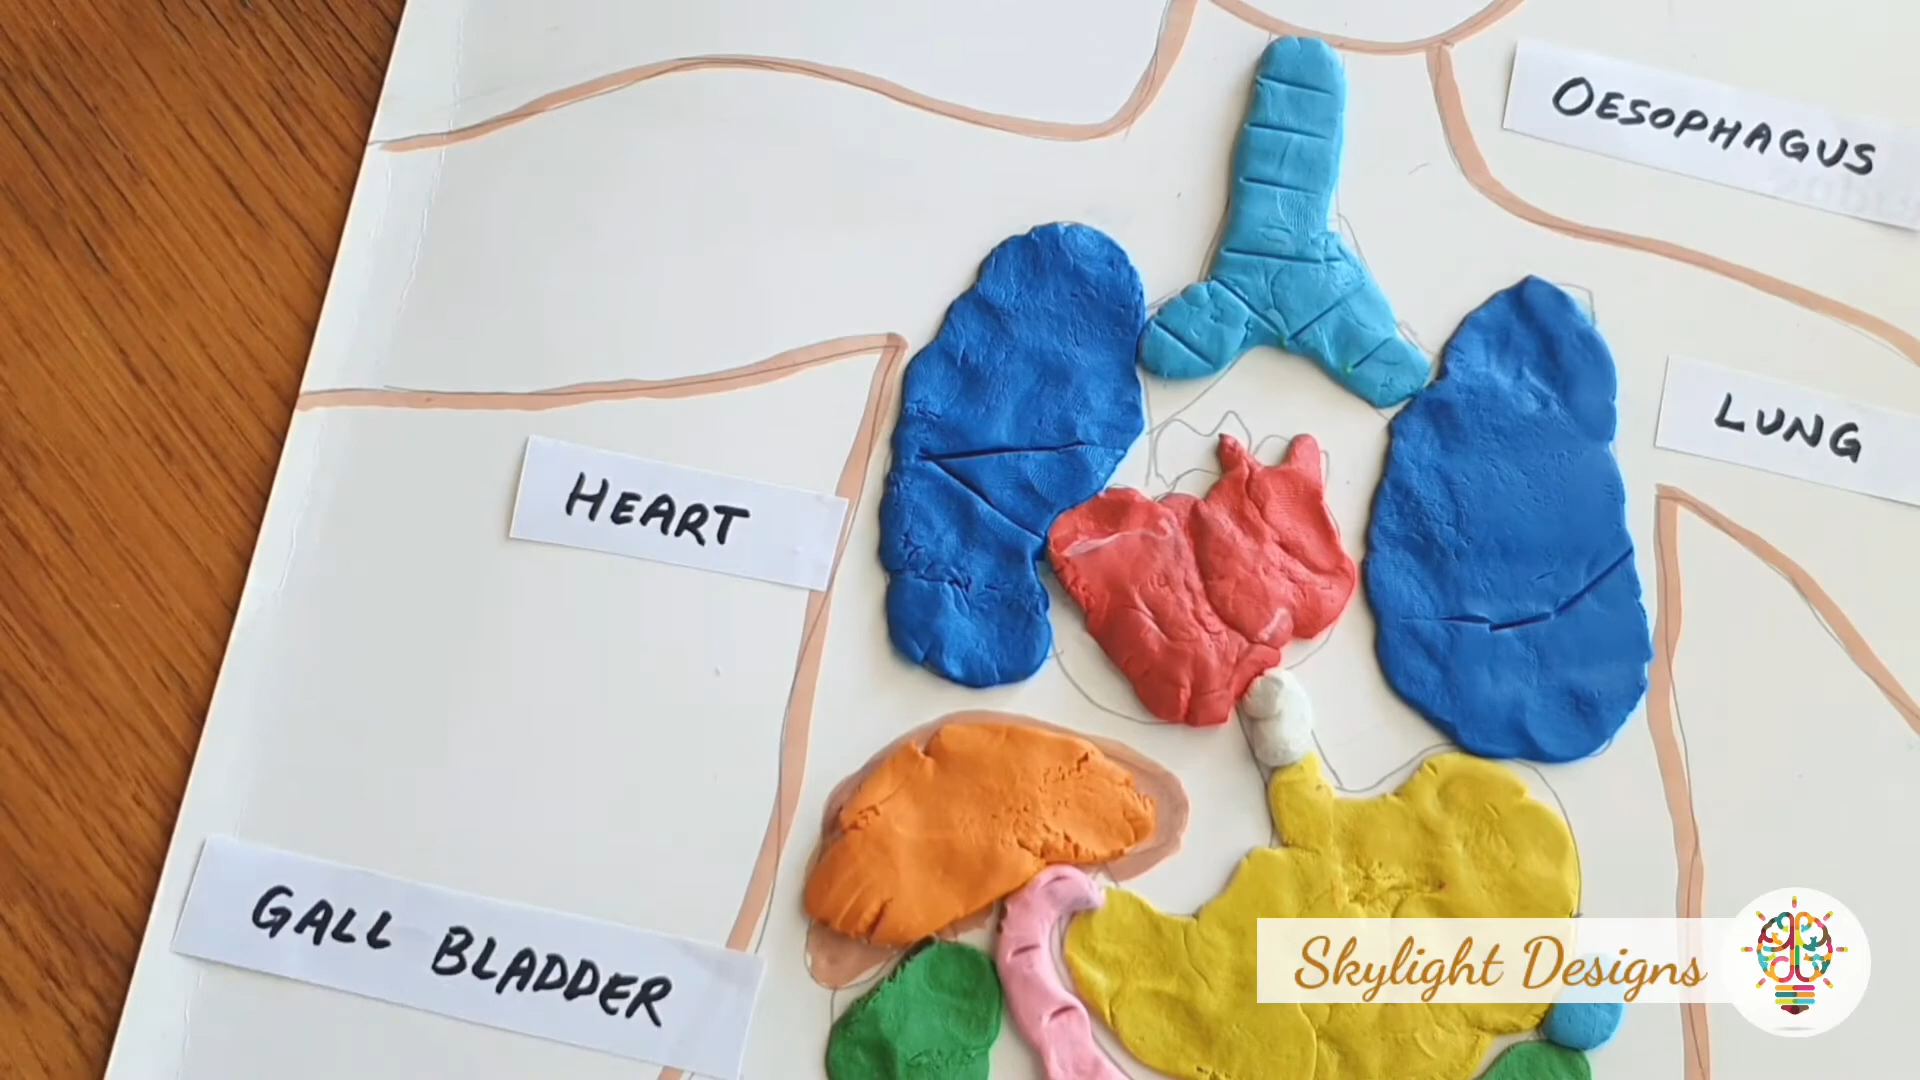 OESOPHAGUS
LUNG
HEART
GALL BLADDER
Skylight Designs